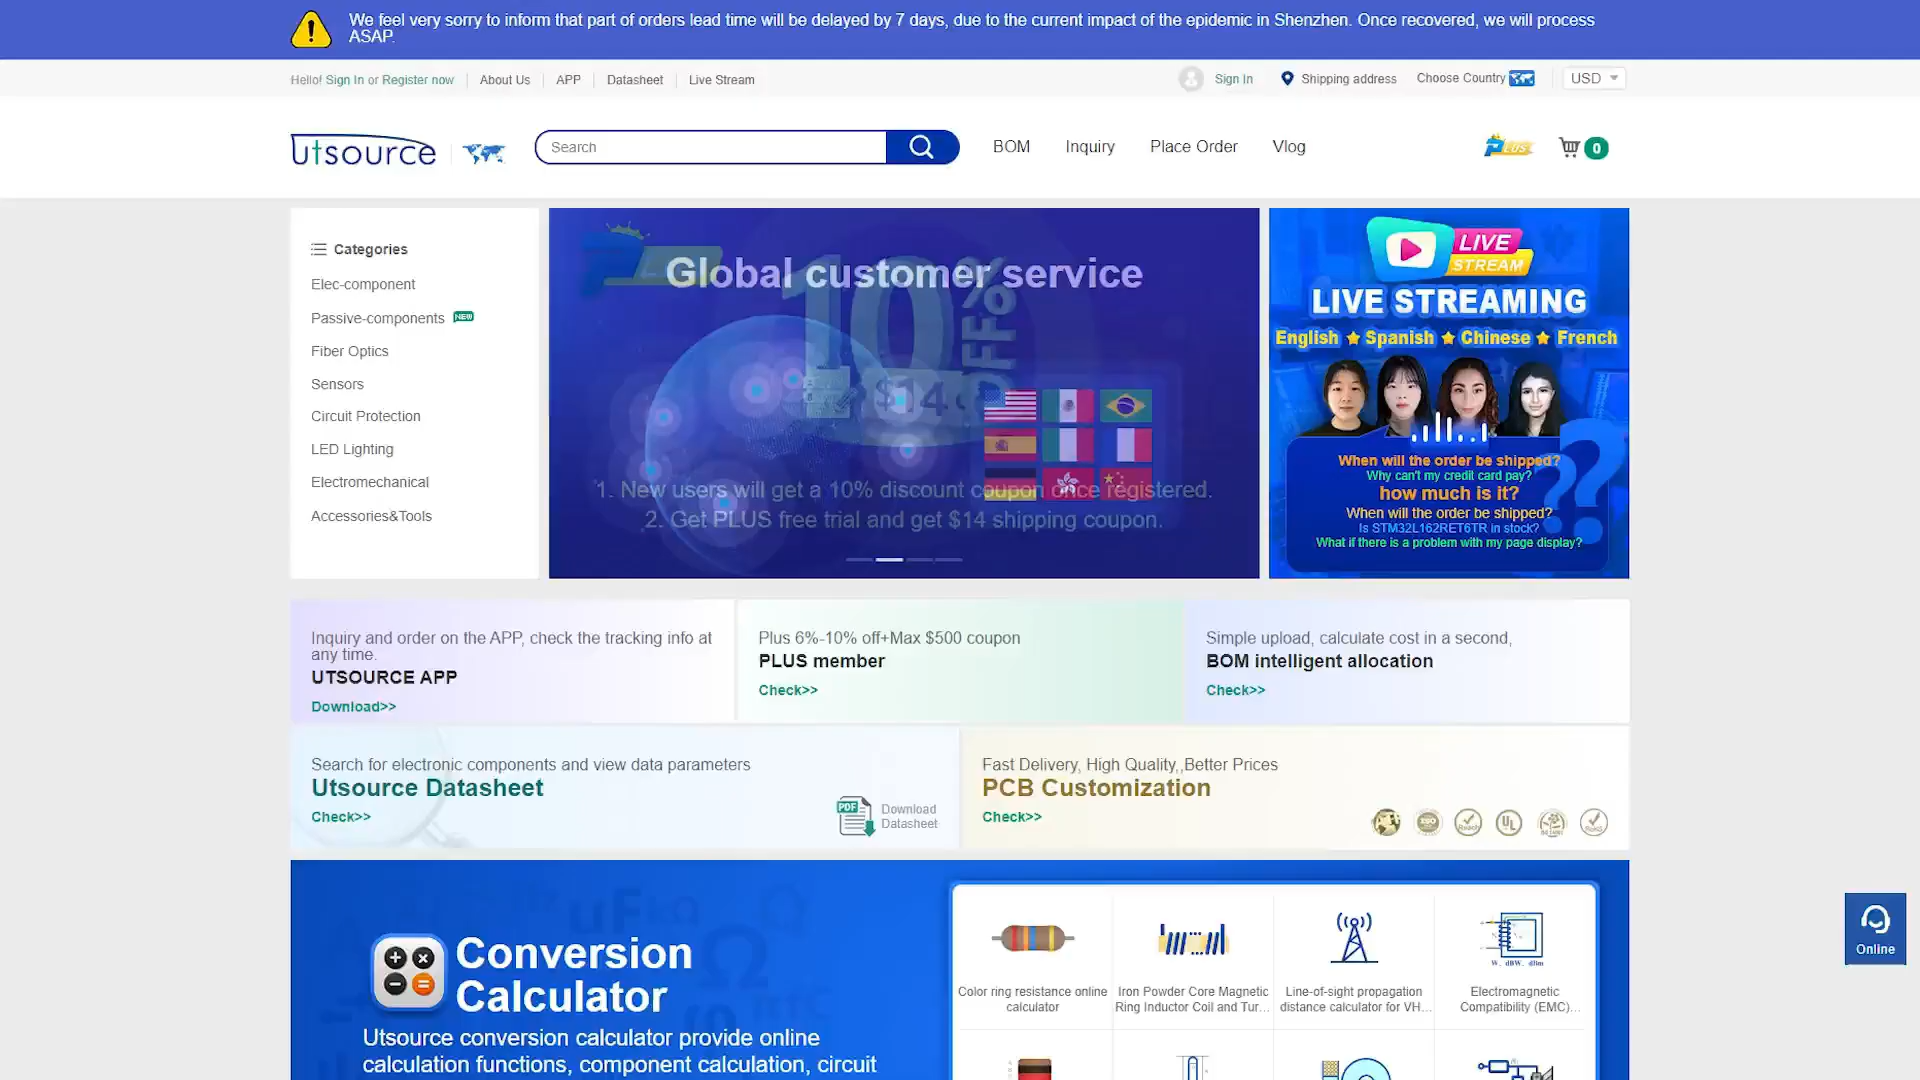 We feel very sorry to inform that part of orders lead time will be delayed by 7 days, due to the current impact of the epidemic in Shenzhen. Once recovered, we will process
ASAP.
Hello! Sign In or Register now
About Us
APP
Datasheet
Live Stream
Sign In
Shipping address
Choose Country
USD
utsource
Search
BOM
Inquiry
Place Order
Vlog
PLUS
0
Categories
Elec-component
Passive-components NEW
Fiber Optics
Sensors
Circuit Protection
LED Lighting
Electromechanical
Accessories&Tools
Global customer service
10% OFF
$14
1. New users will get a 10% discount coupon once registered.
2. Get PLUS free trial and get $14 shipping coupon.
LIVE
STREAM
LIVE STREAMING
English ★ Spanish ★ Chinese ★ French
When will the order be shipped?
Why can't my credit card pay?
how much is it?
When will the order be shipped?
Is STM32L162RET6TR in stock?
What if there is a problem with my page display?
Inquiry and order on the APP, check the tracking info at
any time.
UTSOURCE APP
Download>>
Plus 6%-10% off+Max $500 coupon
PLUS member
Check>>
Simple upload, calculate cost in a second,
BOM intelligent allocation
Check>>
Search for electronic components and view data parameters
Utsource Datasheet
Check>>
PDF
Download
Datasheet
Fast Delivery, High Quality,,Better Prices
PCB Customization
Check>>
ISO
UL
Conversion
Calculator
Utsource conversion calculator provide online
calculation functions, component calculation, circuit
Color ring resistance online
calculator
Iron Powder Core Magnetic
Ring Inductor Coil and Tur...
Line-of-sight propagation
distance calculator for VH...
W、dBW、dBm
Electromagnetic
Compatibility (EMC)...
Online